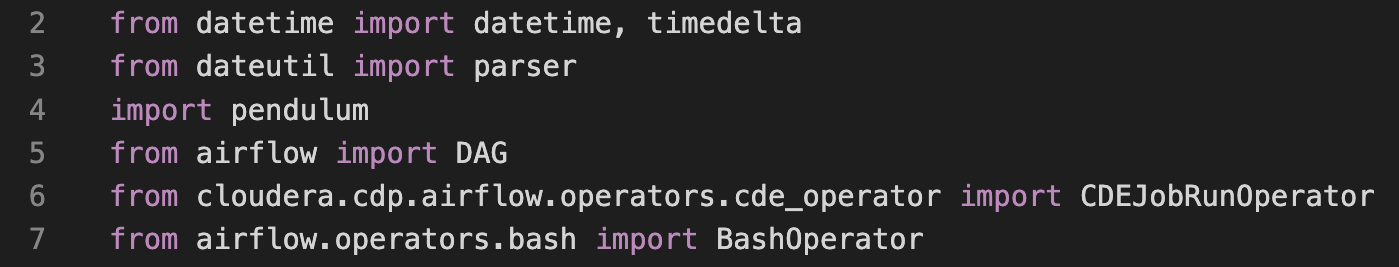 2 from datetime import datetime, timedelta
3 from dateutil import parser
4 import pendulum
5 from airflow import DAG
6 from cloudera.cdp.airflow.operators.cde_operator import CDEJobRunOperator
7 from airflow.operators.bash import BashOperator